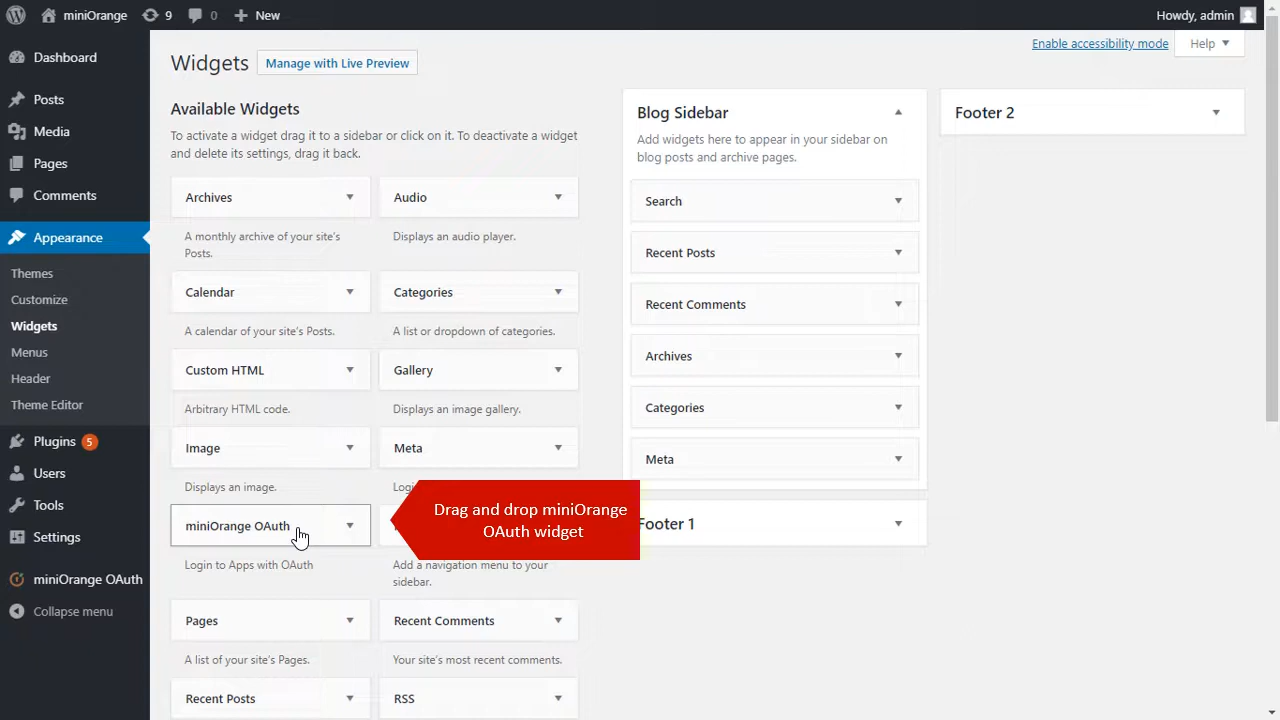 miniOrange
9
0
New
Howdy, admin
Dashboard
Posts
Media
Pages
Comments
Appearance
Themes
Customize
Widgets
Menus
Header
Theme Editor
Plugins 5
Users
Tools
Settings
miniOrange OAuth
Collapse menu
Enable accessibility mode
Help
Widgets
Manage with Live Preview
Available Widgets
To activate a widget drag it to a sidebar or click on it. To deactivate a widget
and delete its settings, drag it back.
Archives
A monthly archive of your site's
Posts.
Audio
Displays an audio player.
Calendar
A calendar of your site's Posts.
Categories
A list or dropdown of categories.
Custom HTML
Arbitrary HTML code.
Gallery
Displays an image gallery.
Image
Displays an image.
Meta
miniOrange OAuth
Login to Apps with OAuth
Drag and drop miniOrange
OAuth widget
Add a navigation menu to your
sidebar.
Pages
A list of your site's Pages.
Recent Comments
Your site's most recent comments.
Recent Posts
RSS
Blog Sidebar
Add widgets here to appear in your sidebar on
blog posts and archive pages.
Search
Recent Posts
Recent Comments
Archives
Categories
Meta
Footer 1
Footer 2